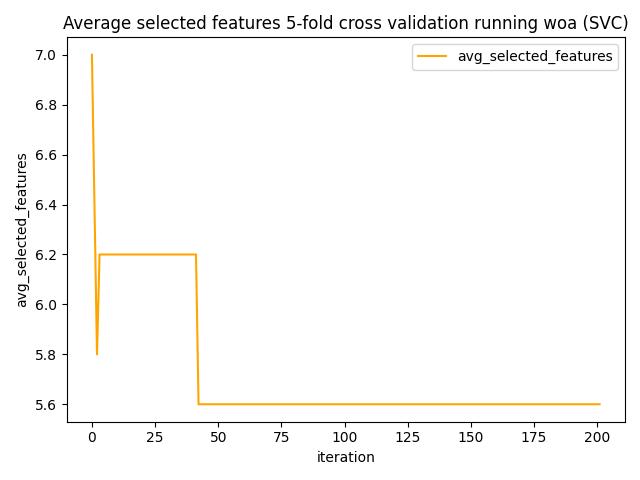 Average selected features 5-fold cross validation running woa (SVC)
avg_selected_features
7.0
6.8
6.6
6.4
6.2
6.0
5.8
5.6
avg_selected_features
0 25 50 75 100 125 150 175 200
iteration